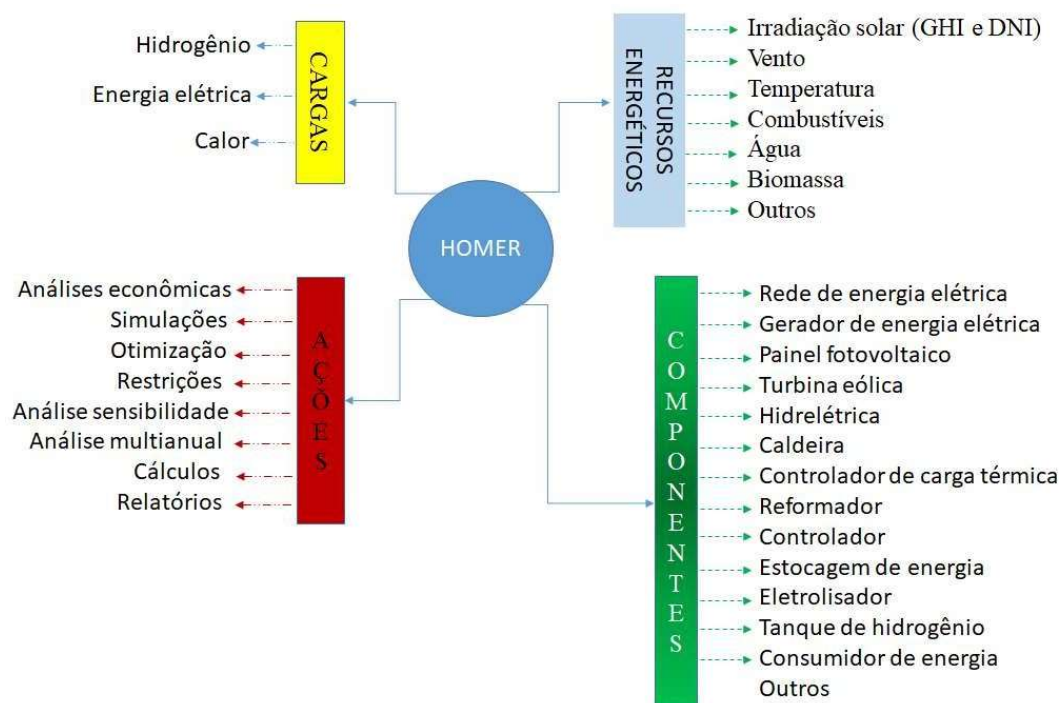 Hidrogênio
Energia elétrica
Calor
CARGAS
RECURSOS
ENERGÉTICOS
Irradiação solar (GHI e DNI)
Vento
Temperatura
Combustíveis
Água
Biomassa
Outros
HOMER
Análises econômicas
Simulações
Otimização
Restrições
Análise sensibilidade
Análise multianual
Cálculos
Relatórios
AÇÕES
COMPONENTES
Rede de energia elétrica
Gerador de energia elétrica
Painel fotovoltaico
Turbina eólica
Hidrelétrica
Caldeira
Controlador de carga térmica
Reformador
Controlador
Estocagem de energia
Eletrolisador
Tanque de hidrogênio
Consumidor de energia
Outros